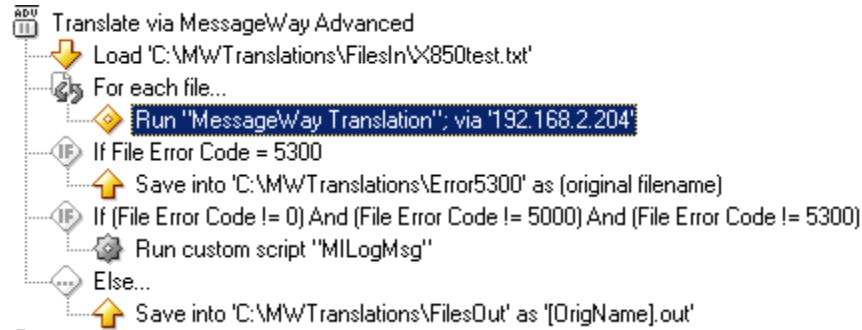 ADV
Translate via MessageWay Advanced
Load 'C:\MWTranslations\FilesIn\X850test.txt'
For each file...
Run "MessageWay Translation"; via '192.168.2.204'
IF
If File Error Code = 5300
Save into 'C:\MWTranslations\Error5300' as (original filename)
IF
If (File Error Code != 0) And (File Error Code != 5000) And (File Error Code != 5300)
Run custom script "MILogMsg"
Else...
Save into 'C:\MWTranslations\FilesOut' as '[OrigName].out'